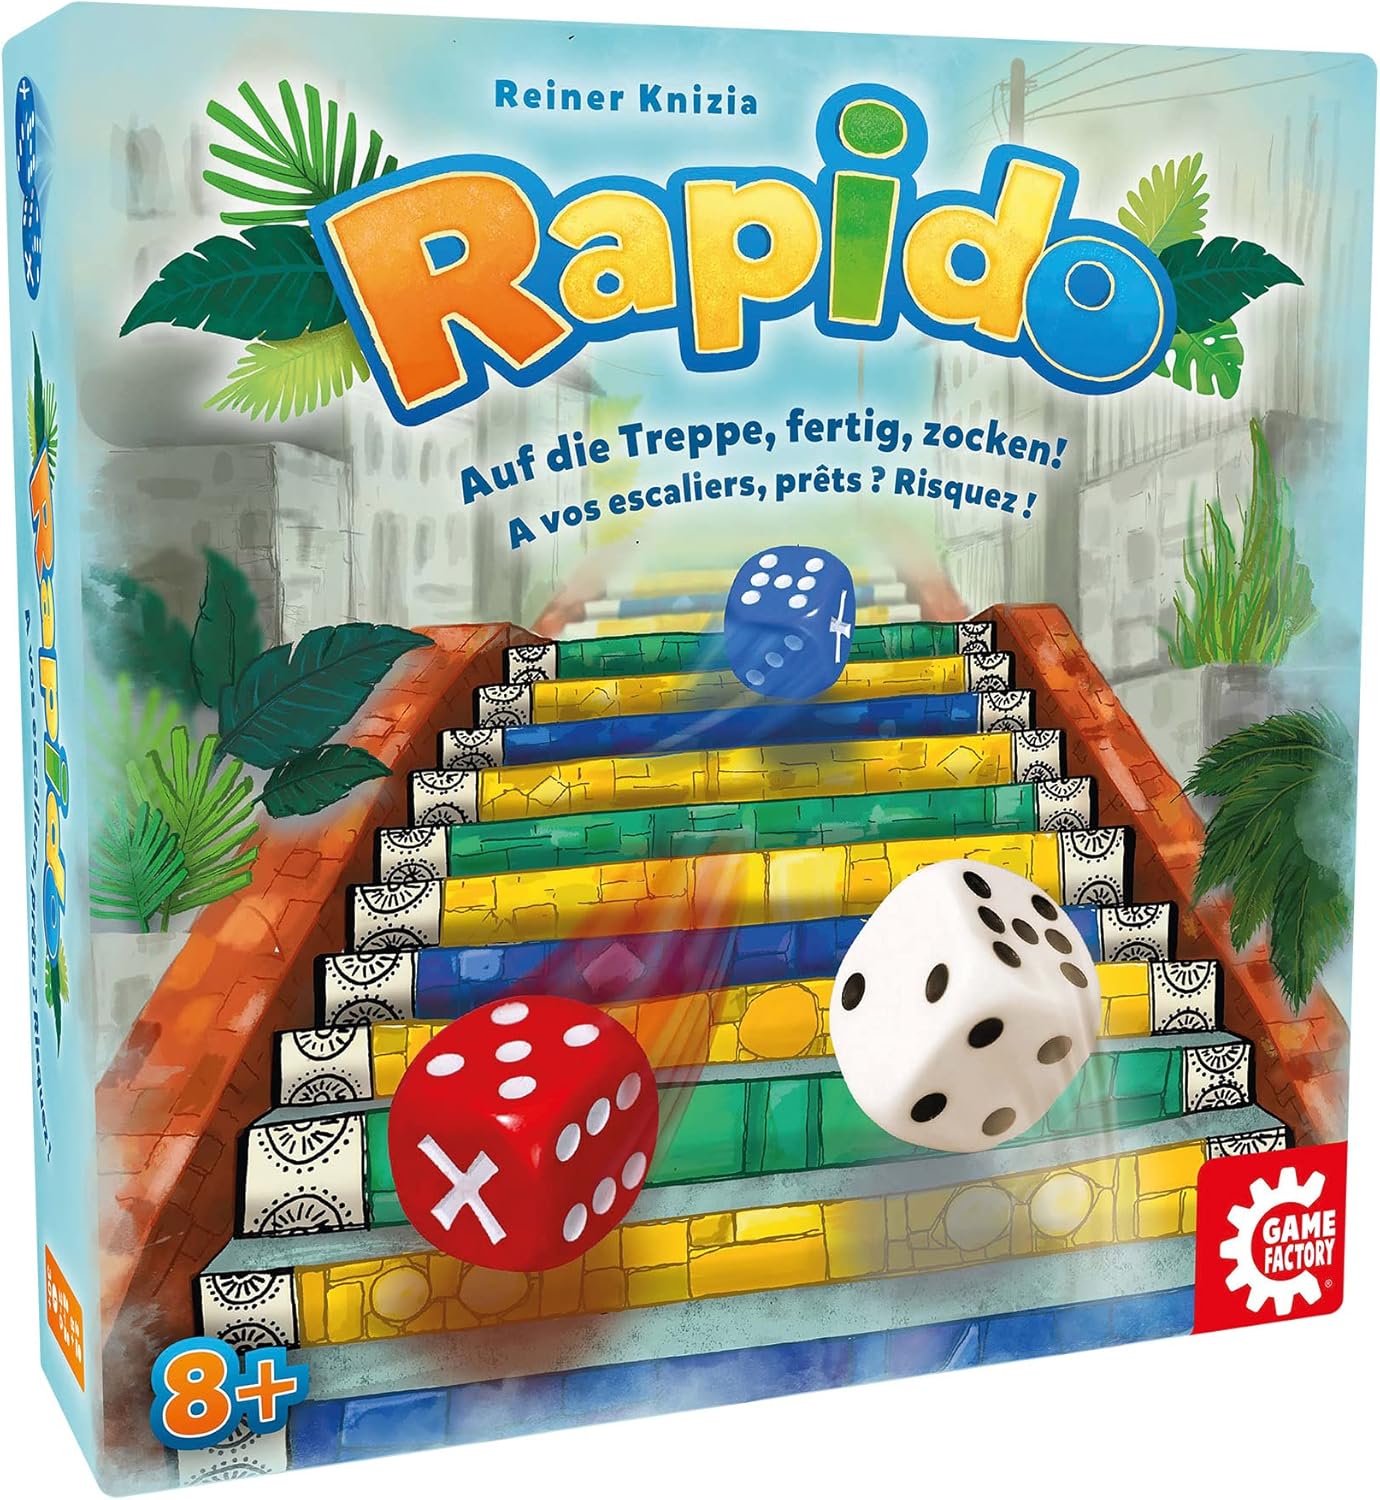 Reiner Knizia
Rapido
Auf die Treppe, fertig, zocken!
A vos escaliers, prêts ? Risquez !
8+
GAME
FACTORY
®
Rapido
A vos escaliers, prêts ? Risquez !